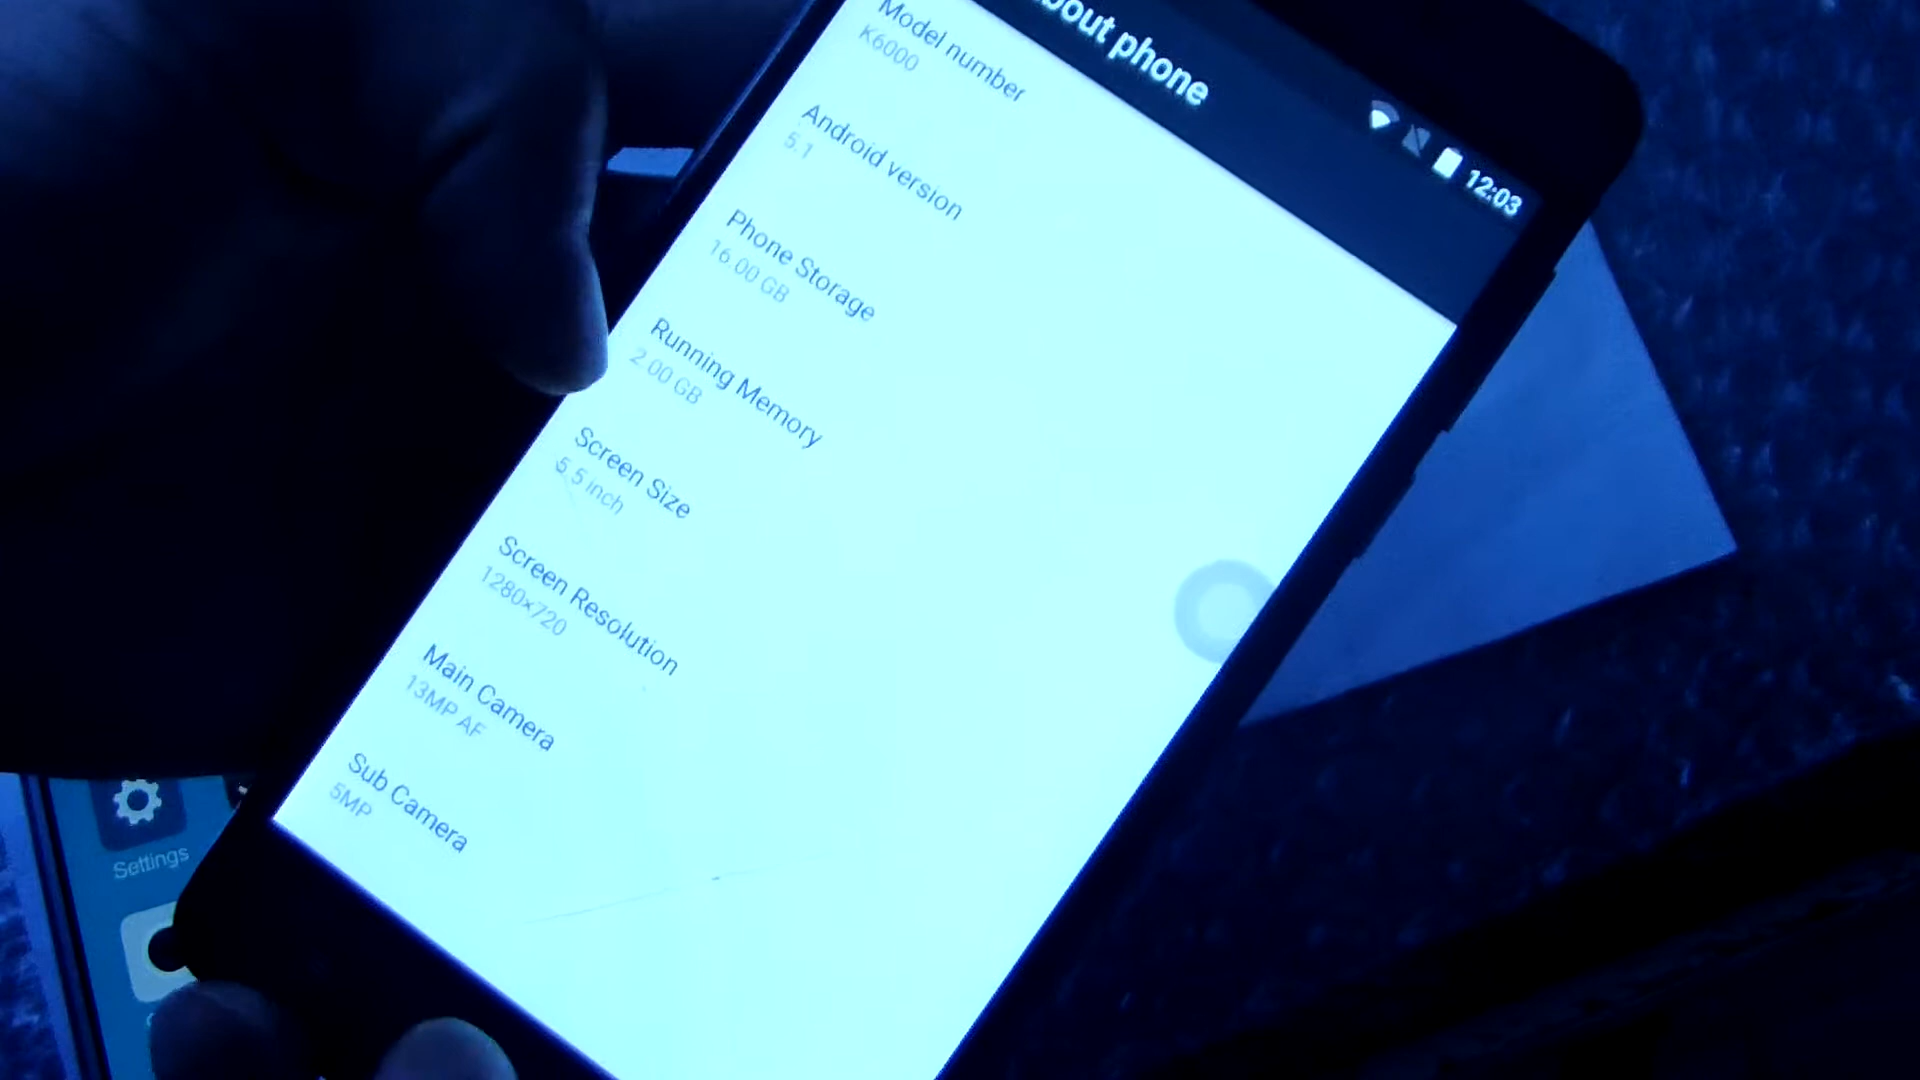 bout phone
12:03
Model number
K6000
Android version
5.1
Phone Storage
16.00 GB
Running Memory
2.00 GB
Screen Size
5.5 inch
Screen Resolution
1280×720
Main Camera
13MP AF
Sub Camera
5MP
Settings